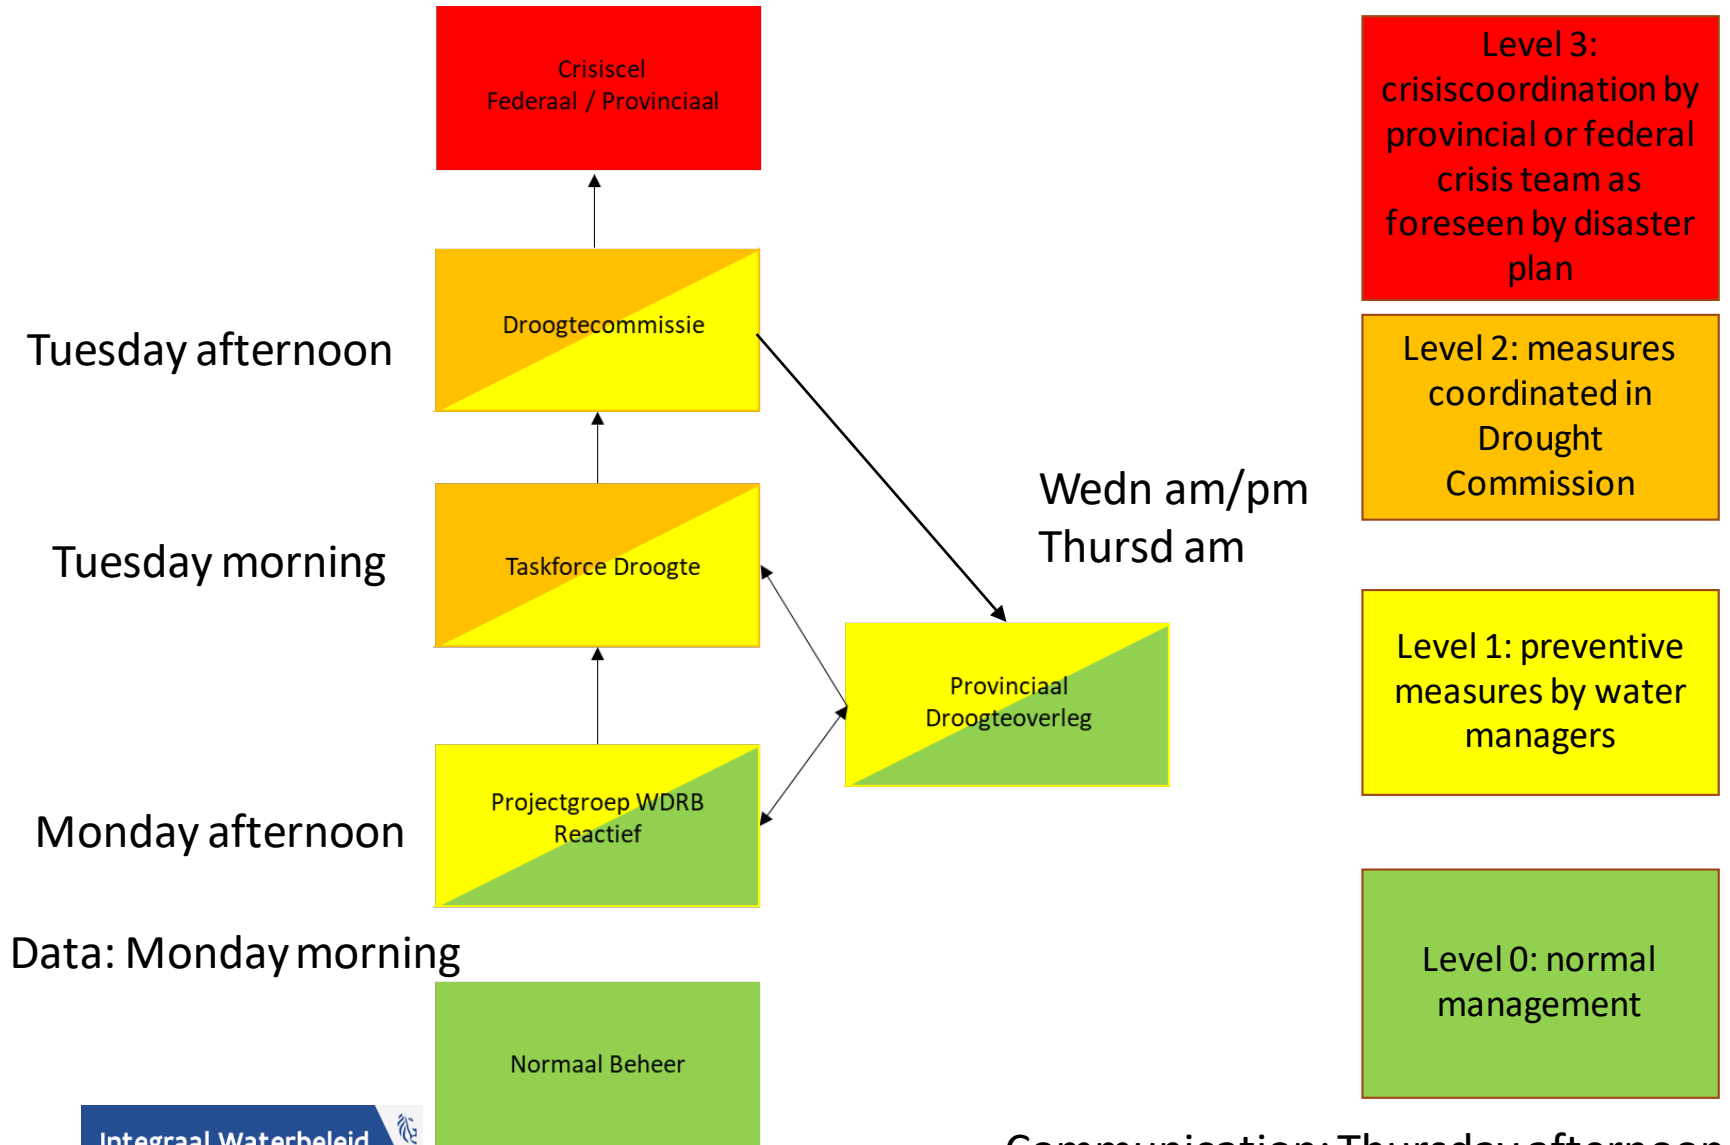 Crisiscel
Federaal / Provinciaal
Level 3:
crisiscoordination by
provincial or federal
crisis team as
foreseen by disaster
plan
Tuesday afternoon
Droogtecommissie
Level 2: measures
coordinated in
Drought
Commission
Tuesday morning
Taskforce Droogte
Wedn am/pm
Thursd am
Level 1: preventive
measures by water
managers
Provinciaal
Droogteoverleg
Monday afternoon
Projectgroep WDRB
Reactief
Data: Monday morning
Level 0: normal
management
Normaal Beheer
Integraal Waterbeleid
Communication: Thursday afternoon